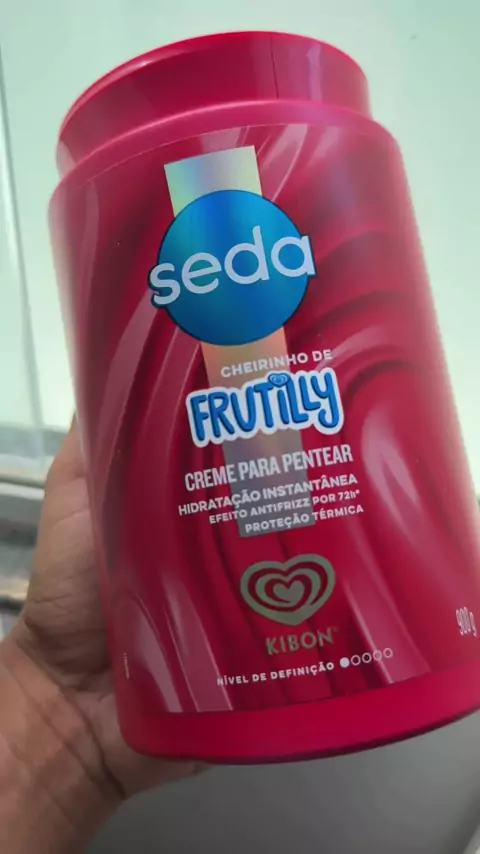 seda
CHEIRINHO DE
FRUTILLY
CREME PARA PENTEAR
HIDRATAÇÃO INSTANTÂNEA
EFEITO ANTIFRIZZ POR 72h*
PROTEÇÃO TÉRMICA
KIBON
900 g
NÍVEL DE DEFINIÇÃO